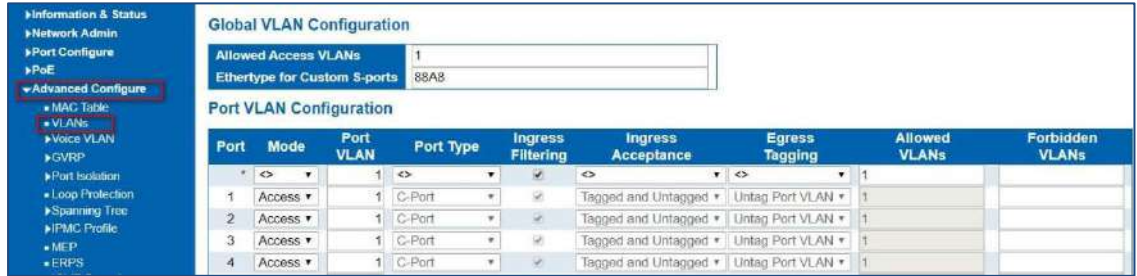 Information & Status
Network Admin
Port Configure
PoE
Advanced Configure
MAC Table
VLANs
Voice VLAN
GVRP
Port Isolation
Loop Protection
Spanning Tree
IPMC Profile
MEP
ERPS
Global VLAN Configuration
Allowed Access VLANs 1
Ethertype for Custom S-ports 88A8
Port VLAN Configuration
Port Mode Port VLAN Port Type Ingress Filtering Ingress Acceptance Egress Tagging Allowed VLANs Forbidden VLANs
* <> 1 <> <> <> 1
1 Access 1 C-Port Tagged and Untagged Untag Port VLAN 1
2 Access 1 C-Port Tagged and Untagged Untag Port VLAN 1
3 Access 1 C-Port Tagged and Untagged Untag Port VLAN 1
4 Access 1 C-Port Tagged and Untagged Untag Port VLAN 1